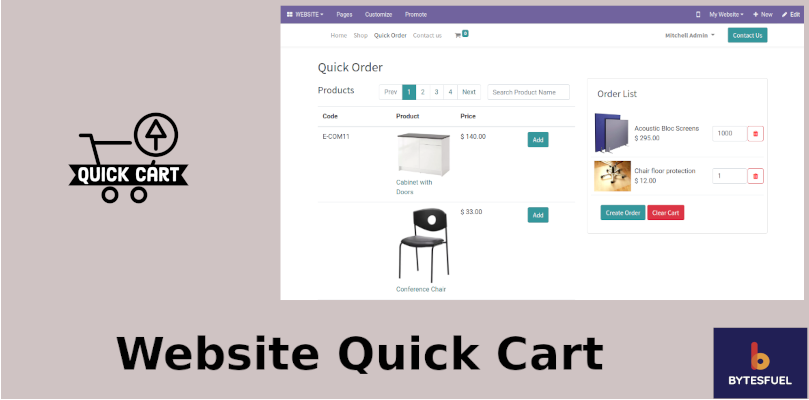 WEBSITE Pages Customize Promote My Website + New Edit
Home Shop Quick Order Contact us 0 Mitchell Admin Contact Us
Quick Order
Products Prev 1 2 3 4 Next Search Product Name
Code Product Price
E-COM11 $ 140.00 Add
Cabinet with
Doors
$ 33.00 Add
Conference Chair
Order List
Acoustic Bloc Screens
$ 295.00
1000
Chair floor protection
$ 12.00
1
Create Order Clear Cart
QUICK CART
Website Quick Cart
b
BYTESFUEL